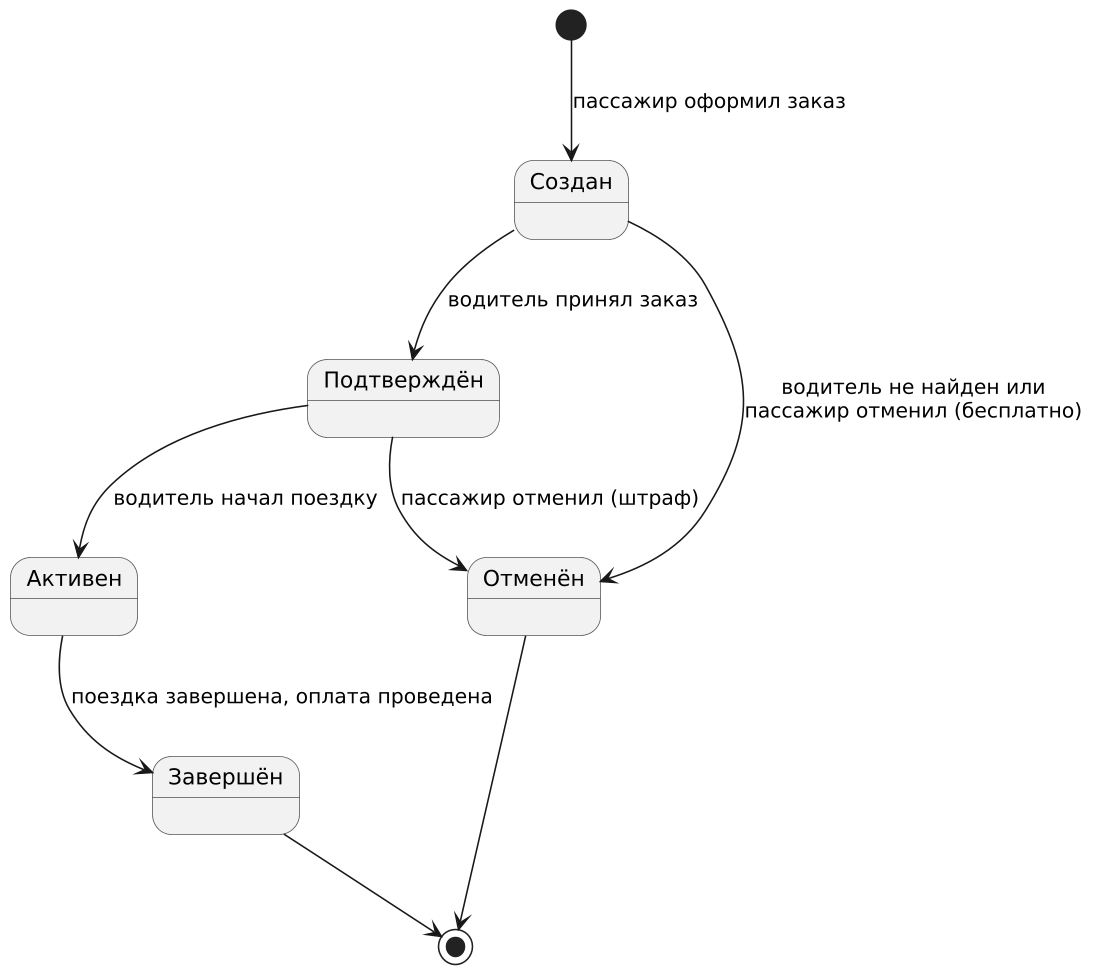 пассажир оформил заказ
Создан
водитель принял заказ
Подтверждён
водитель не найден или
пассажир отменил (бесплатно)
водитель начал поездку
пассажир отменил (штраф)
Активен
Отменён
поездка завершена, оплата проведена
Завершён